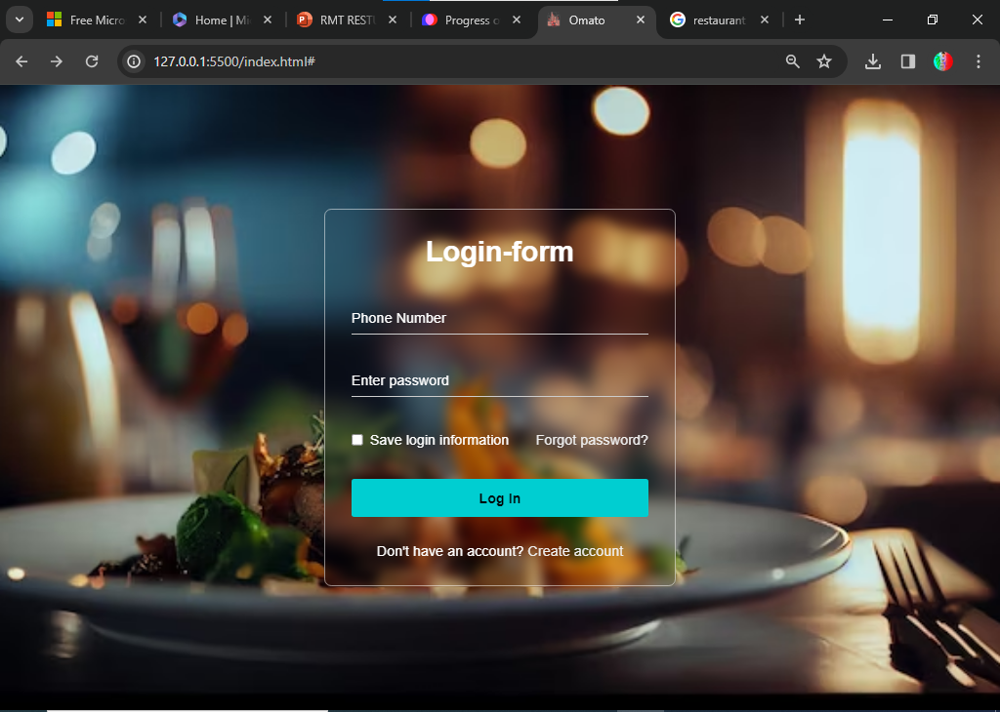 Free Micro
Home | Mi
RMT REST
Progress o
Omato
restaurant
127.0.0.1:5500/index.html#
Login-form
Phone Number
Enter password
Save login information Forgot password?
Log In
Don't have an account? Create account